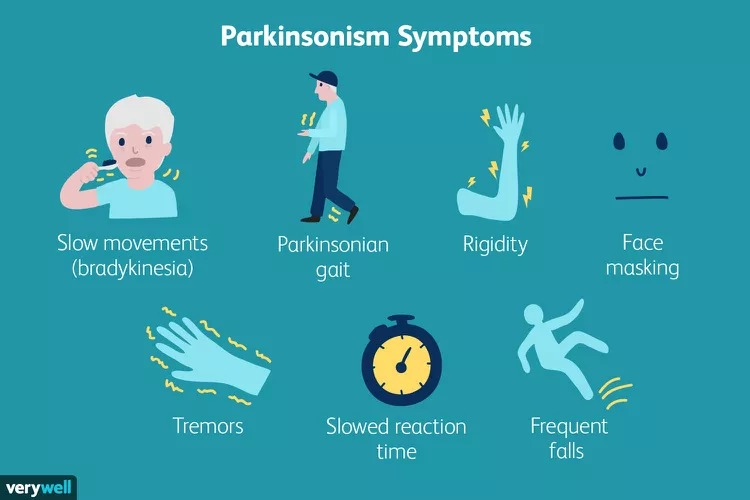 Parkinsonism Symptoms
Slow movements
(bradykinesia)
Parkinsonian
gait
Rigidity
Face
masking
Tremors
Slowed reaction
time
Frequent
falls
verywell